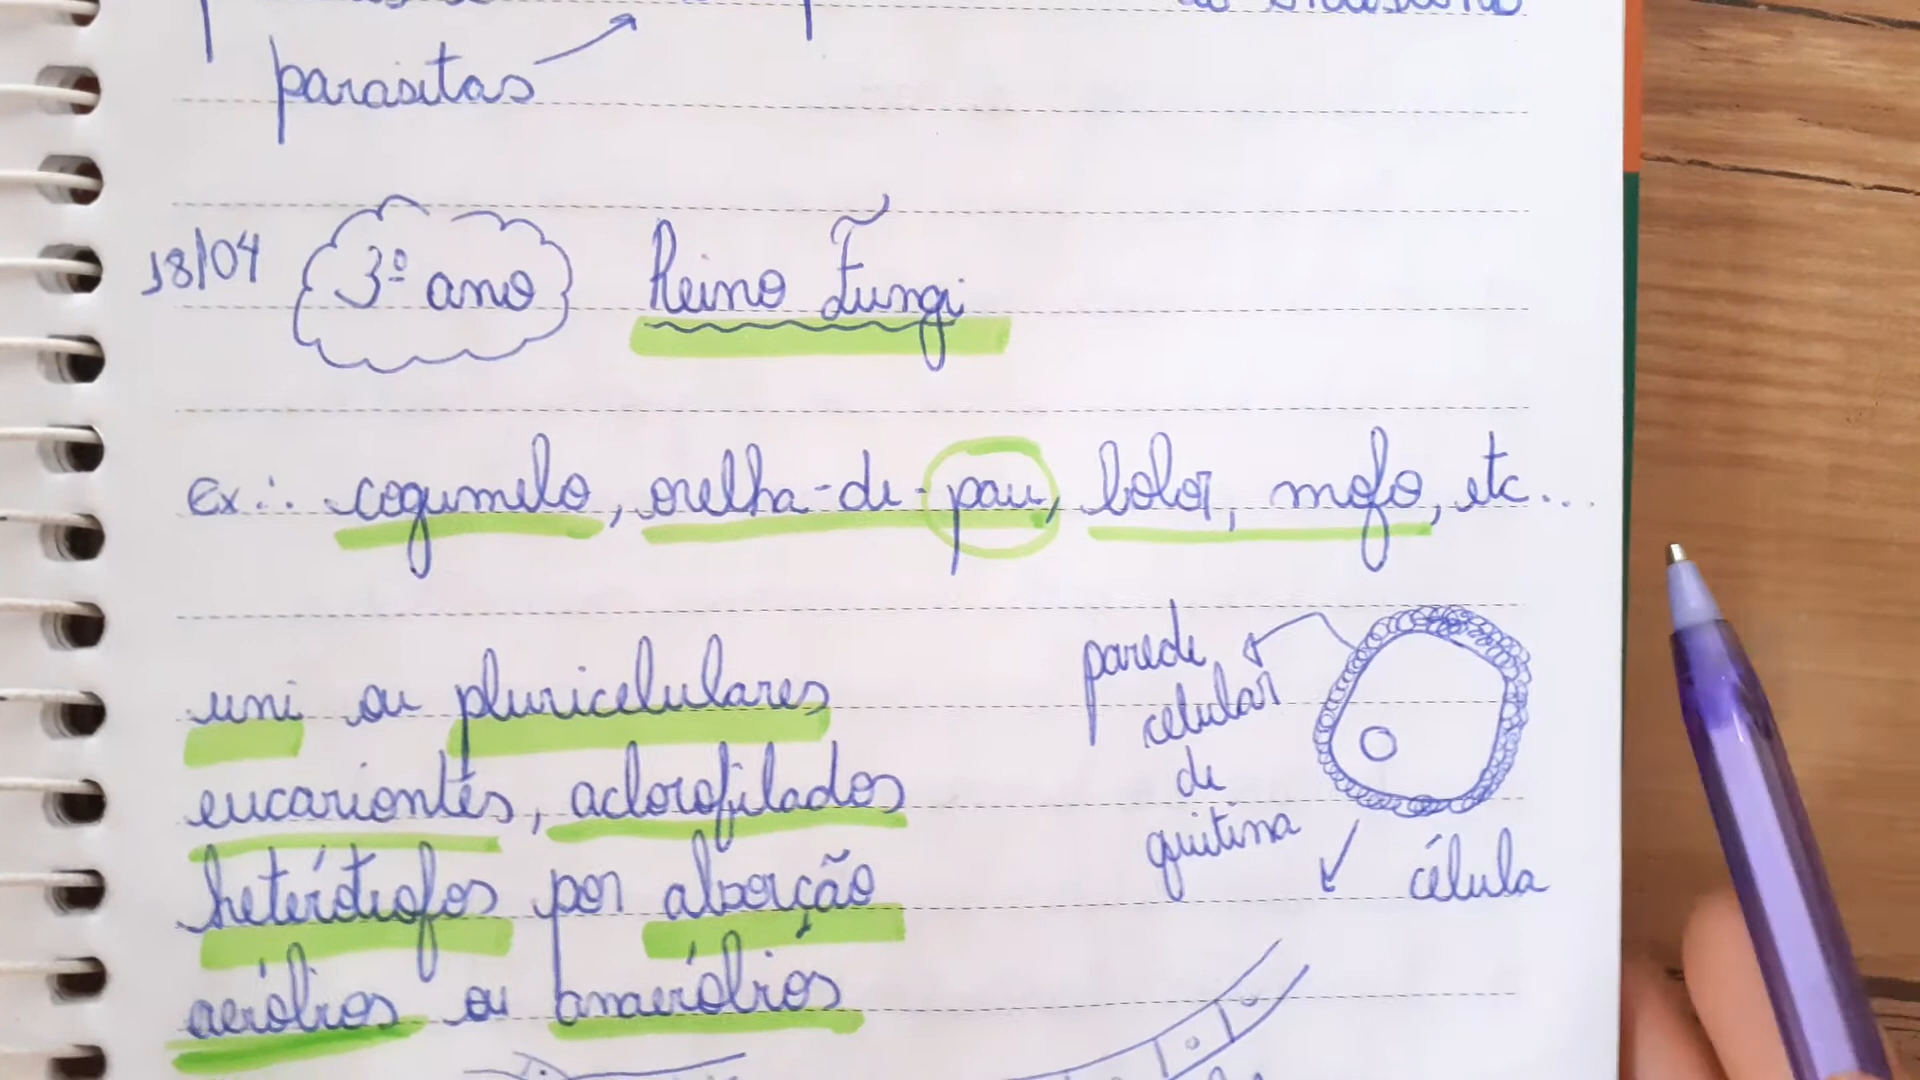 parasitas
18/04 3º ano Reino Fungi
ex.: cogumelo, orelha-de-pau, bolor, mofo, etc...
uni ou pluricelulares
eucariontes, aclorofilados
heterótrofos por absorção
aeróbios ou anaeróbios
parede
celular
de
quitina
célula